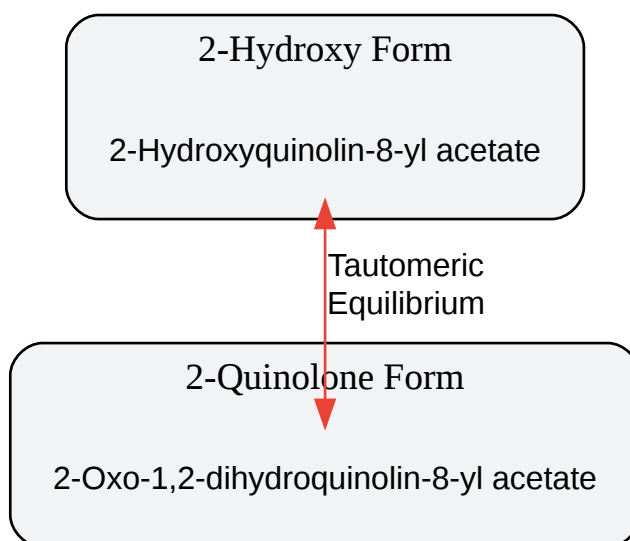 2-Hydroxy Form
2-Hydroxyquinolin-8-yl acetate
Tautomeric
Equilibrium
2-Quinolone Form
2-Oxo-1,2-dihydroquinolin-8-yl acetate